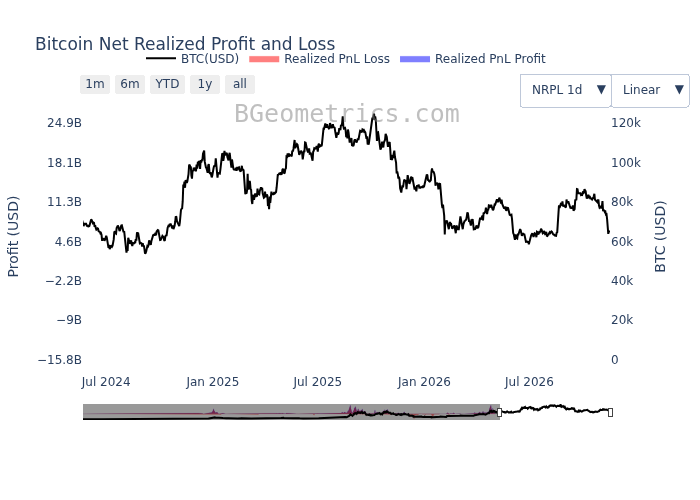 Bitcoin Net Realized Profit and Loss
BTC(USD) Realized PnL Loss Realized PnL Profit
1m 6m YTD 1y all NRPL 1d ▼ Linear ▼
BGeometrics.com
24.9B 120k
18.1B 100k
11.3B 80k
4.6B 60k
−2.2B 40k
−9B 20k
−15.8B 0
Profit (USD)
BTC (USD)
Jul 2024 Jan 2025 Jul 2025 Jan 2026 Jul 2026